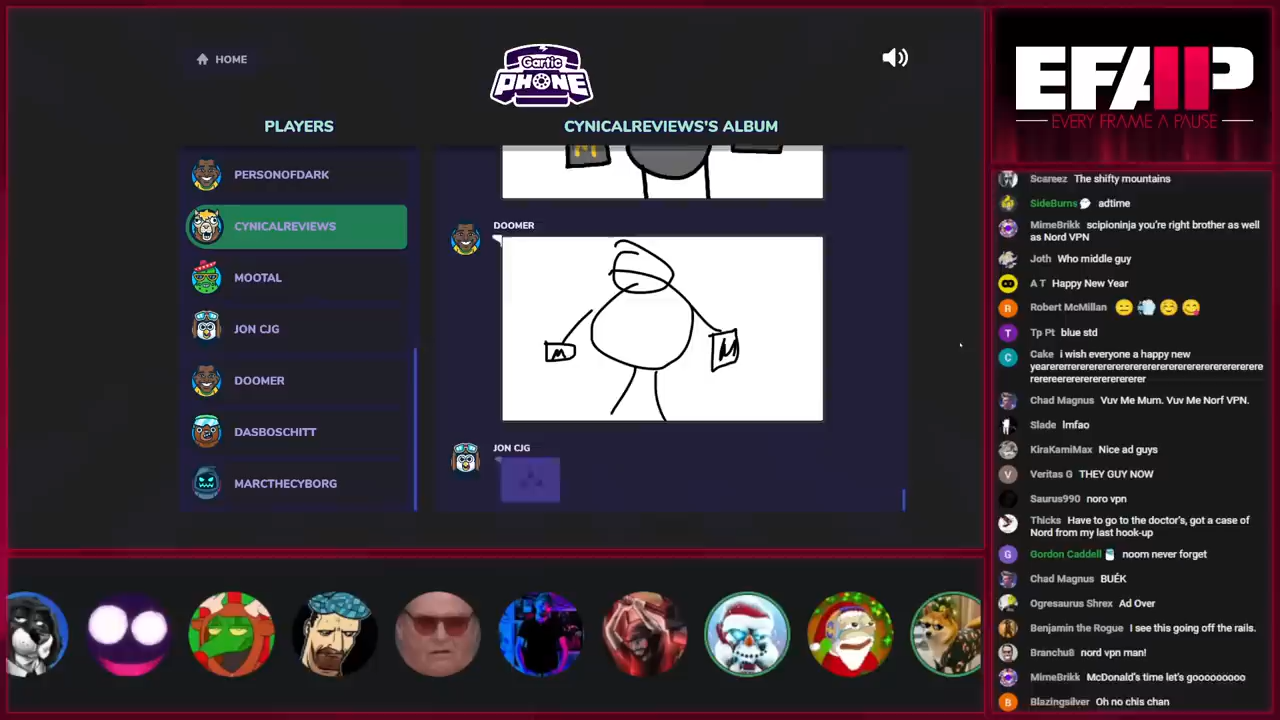 HOME
Gartic
PHONE
PLAYERS
CYNICALREVIEWS'S ALBUM
PERSONOFDARK
CYNICALREVIEWS
MOOTAL
JON CJG
DOOMER
DASBOSCHITT
MARCTHECYBORG
M
DOOMER
M
M
JON CJG
EFAP
EVERY FRAME A PAUSE
Scareez The shifty mountains
SideBurns adtime
MimeBrikk scipioninja you're right brother as well
as Nord VPN
Joth Who middle guy
A T Happy New Year
Robert McMillan 😑 💨 ☺️ 😋
Tp Pt blue std
Cake i wish everyone a happy new
yearerererererererererererererererererererererere
rereererererererererer
Chad Magnus Vuv Me Mum. Vuv Me Norf VPN.
Slade lmfao
KiraKamiMax Nice ad guys
Veritas G THEY GUY NOW
Saurus990 noro vpn
Thicks Have to go to the doctor's, got a case of
Nord from my last hook-up
Gordon Caddell noom never forget
Chad Magnus BUÉK
Ogresaurus Shrex Ad Over
Benjamin the Rogue I see this going off the rails.
Branchu8 nord vpn man!
MimeBrikk McDonald's time let's gooooooooo
Blazingsilver Oh no chis chan